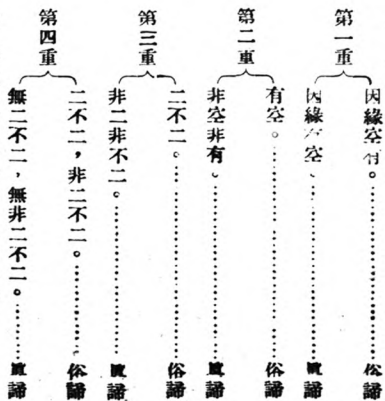 第一重
因緣空有。………………俗諦
因緣有空。………………眞諦
第二重
有空。………………俗諦
非空非有。………………眞諦
第三重
二不二。………………俗諦
非二非不二。………………眞諦
第四重
二不二，非二不二。………………俗諦
無二不二，無非二不二。………眞諦